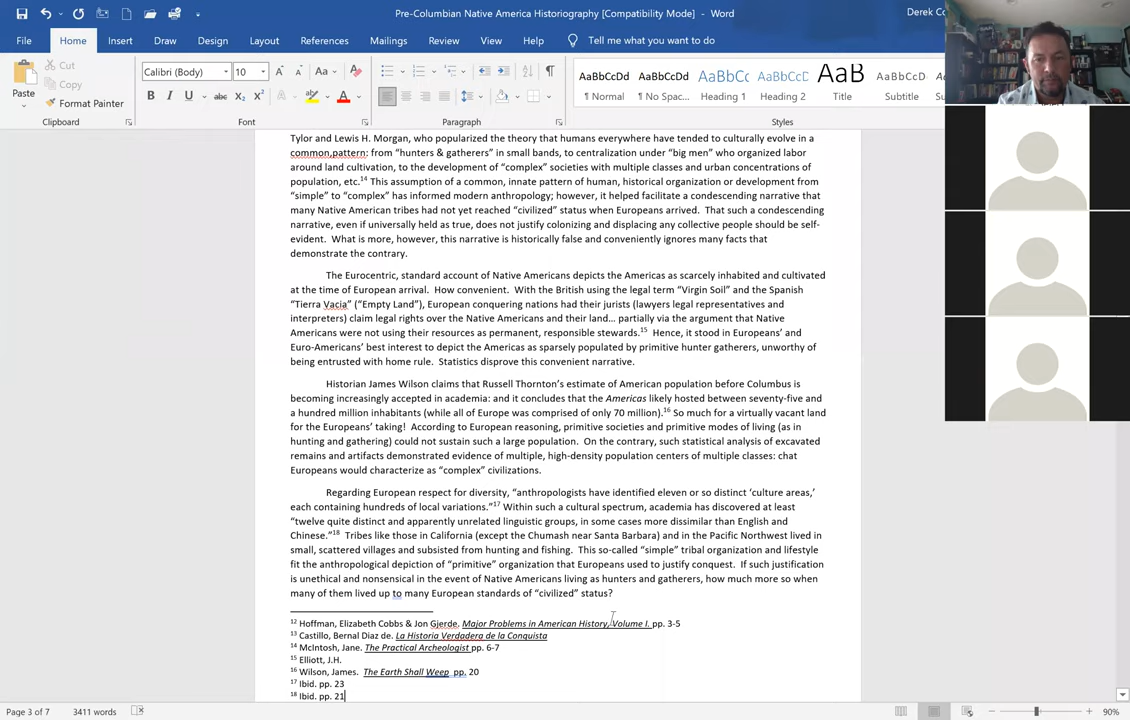 Pre-Columbian Native America Historiography [Compatibility Mode] - Word
Derek Co
File Home Insert Draw Design Layout References Mailings Review View Help Tell me what you want to do
Paste
Cut
Copy
Format Painter
Clipboard
Calibri (Body) 10
Font
Paragraph
AaBbCcDd AaBbCcDd AaBbCc AaBbCcDd AaB AaBbCcD
¶ Normal ¶ No Spac... Heading 1 Heading 2 Title Subtitle
Styles
Tylor and Lewis H. Morgan, who popularized the theory that humans everywhere have tended to culturally evolve in a
common,pattern: from “hunters & gatherers” in small bands, to centralization under “big men” who organized labor
around land cultivation, to the development of “complex” societies with multiple classes and urban concentrations of
population, etc.14 This assumption of a common, innate pattern of human, historical organization or development from
“simple” to “complex” has informed modern anthropology; however, it helped facilitate a condescending narrative that
many Native American tribes had not yet reached “civilized” status when Europeans arrived. That such a condescending
narrative, even if universally held as true, does not justify colonizing and displacing any collective people should be self-
evident. What is more, however, this narrative is historically false and conveniently ignores many facts that
demonstrate the contrary.
The Eurocentric, standard account of Native Americans depicts the Americas as scarcely inhabited and cultivated
at the time of European arrival. How convenient. With the British using the legal term “Virgin Soil” and the Spanish
“Tierra Vacia” (“Empty Land”), European conquering nations had their jurists (lawyers legal representatives and
interpreters) claim legal rights over the Native Americans and their land… partially via the argument that Native
Americans were not using their resources as permanent, responsible stewards.15 Hence, it stood in Europeans’ and
Euro-Americans’ best interest to depict the Americas as sparsely populated by primitive hunter gatherers, unworthy of
being entrusted with home rule. Statistics disprove this convenient narrative.
Historian James Wilson claims that Russell Thornton’s estimate of American population before Columbus is
becoming increasingly accepted in academia: and it concludes that the Americas likely hosted between seventy-five and
a hundred million inhabitants (while all of Europe was comprised of only 70 million).16 So much for a virtually vacant land
for the Europeans’ taking! According to European reasoning, primitive societies and primitive modes of living (as in
hunting and gathering) could not sustain such a large population. On the contrary, such statistical analysis of excavated
remains and artifacts demonstrated evidence of multiple, high-density population centers of multiple classes: chat
Europeans would characterize as “complex” civilizations.
Regarding European respect for diversity, “anthropologists have identified eleven or so distinct ‘culture areas,’
each containing hundreds of local variations.”17 Within such a cultural spectrum, academia has discovered at least
“twelve quite distinct and apparently unrelated linguistic groups, in some cases more dissimilar than English and
Chinese.”18 Tribes like those in California (except the Chumash near Santa Barbara) and in the Pacific Northwest lived in
small, scattered villages and subsisted from hunting and fishing. This so-called “simple” tribal organization and lifestyle
fit the anthropological depiction of “primitive” organization that Europeans used to justify conquest. If such justification
is unethical and nonsensical in the event of Native Americans living as hunters and gatherers, how much more so when
many of them lived up to many European standards of “civilized” status?
12 Hoffman, Elizabeth Cobbs & Jon Gjerde. Major Problems in American History, Volume I. pp. 3-5
13 Castillo, Bernal Diaz de. La Historia Verdadera de la Conquista
14 McIntosh, Jane. The Practical Archeologist pp. 6-7
15 Elliott, J.H.
16 Wilson, James. The Earth Shall Weep pp. 20
17 Ibid. pp. 23
18 Ibid. pp. 21
Page 3 of 7 3411 words 90%